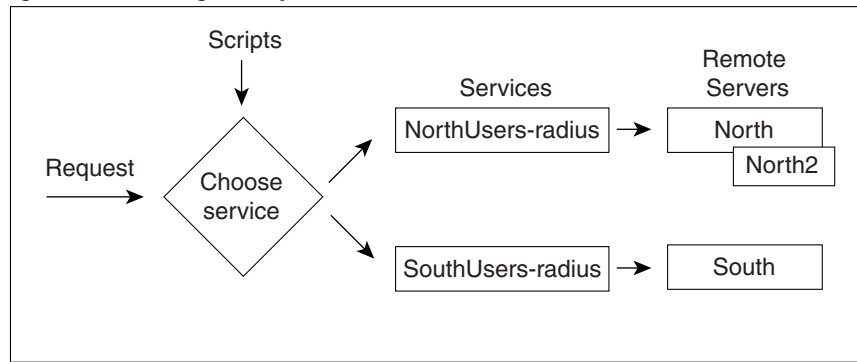 Scripts
Remote
Servers
Services
NorthUsers-radius
North
North2
Request
Choose
service
SouthUsers-radius
South